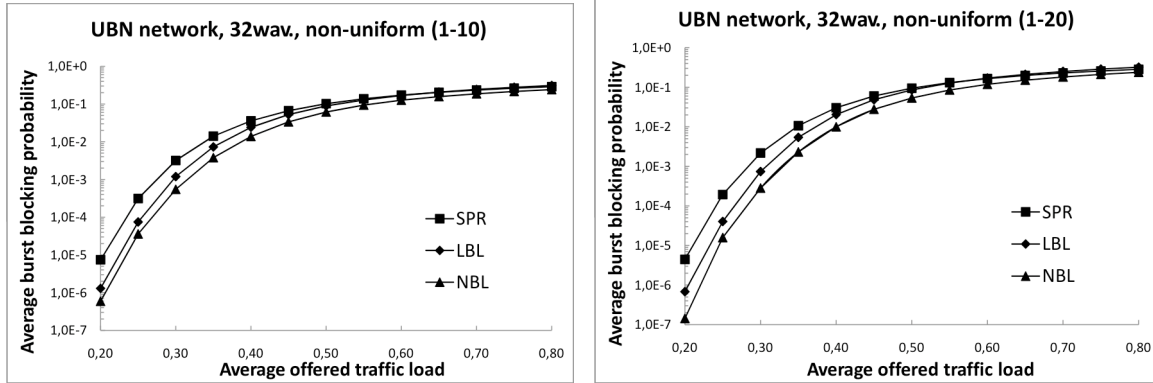 UBN network, 32wav., non-uniform (1-10)
Average burst blocking probability
1,0E+0
1,0E-1
1,0E-2
1,0E-3
1,0E-4
1,0E-5
1,0E-6
1,0E-7
SPR
LBL
NBL
0,20 0,30 0,40 0,50 0,60 0,70 0,80
Average offered traffic load
UBN network, 32wav., non-uniform (1-20)
Average burst blocking probability
1,0E+0
1,0E-1
1,0E-2
1,0E-3
1,0E-4
1,0E-5
1,0E-6
1,0E-7
SPR
LBL
NBL
0,20 0,30 0,40 0,50 0,60 0,70 0,80
Average offered traffic load